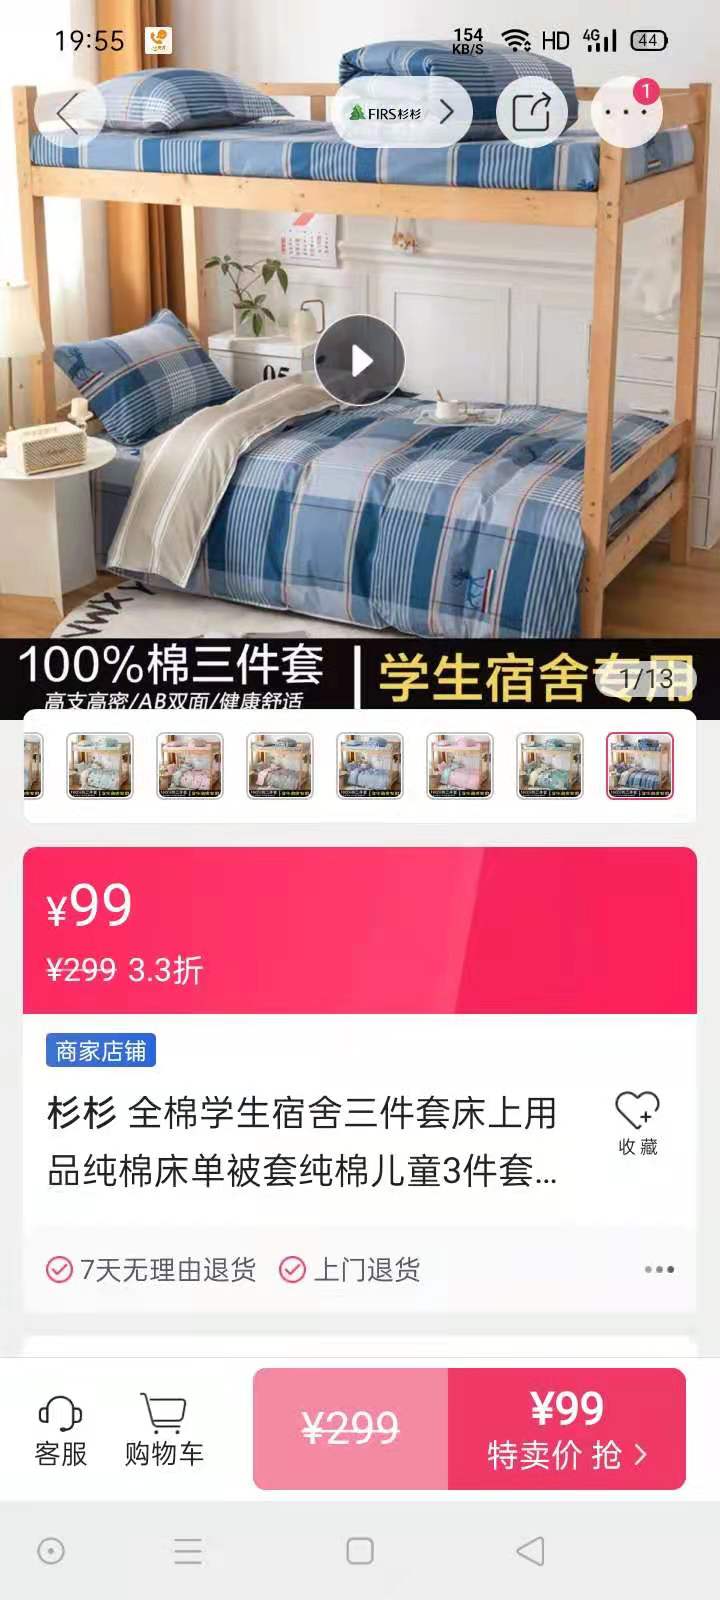 19:55
154
KB/S
HD
4G
44
FIRS杉杉
1
05
100%棉三件套
学生宿舍专用
高支高密/AB双面/健康舒适
1/13
¥99
¥299 3.3折
商家店铺
杉杉 全棉学生宿舍三件套床上用
品纯棉床单被套纯棉儿童3件套...
收藏
7天无理由退货
上门退货
客服
购物车
¥299
¥99
特卖价 抢